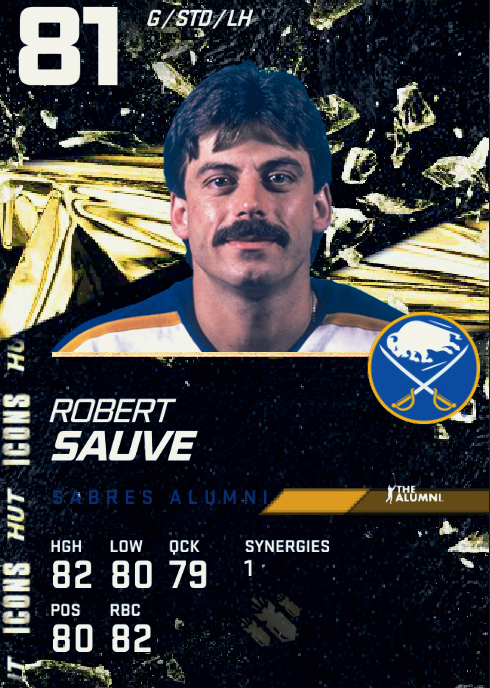 81
G/STD/LH
ROBERT
SAUVE
SABRES ALUMNI
THE
ALUMNI
HGH LOW QCK SYNERGIES
82 80 79 1
POS RBC
80 82
HUT ICONS HUT ICONS HUT